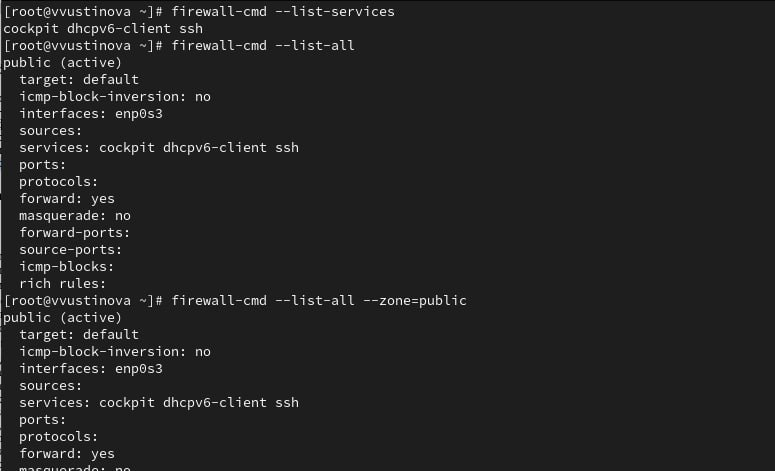 [root@vvustinova ~]# firewall-cmd --list-services
cockpit dhcpv6-client ssh
[root@vvustinova ~]# firewall-cmd --list-all
public (active)
  target: default
  icmp-block-inversion: no
  interfaces: enp0s3
  sources:
  services: cockpit dhcpv6-client ssh
  ports:
  protocols:
  forward: yes
  masquerade: no
  forward-ports:
  source-ports:
  icmp-blocks:
  rich rules:
[root@vvustinova ~]# firewall-cmd --list-all --zone=public
public (active)
  target: default
  icmp-block-inversion: no
  interfaces: enp0s3
  sources:
  services: cockpit dhcpv6-client ssh
  ports:
  protocols:
  forward: yes
  masquerade: no